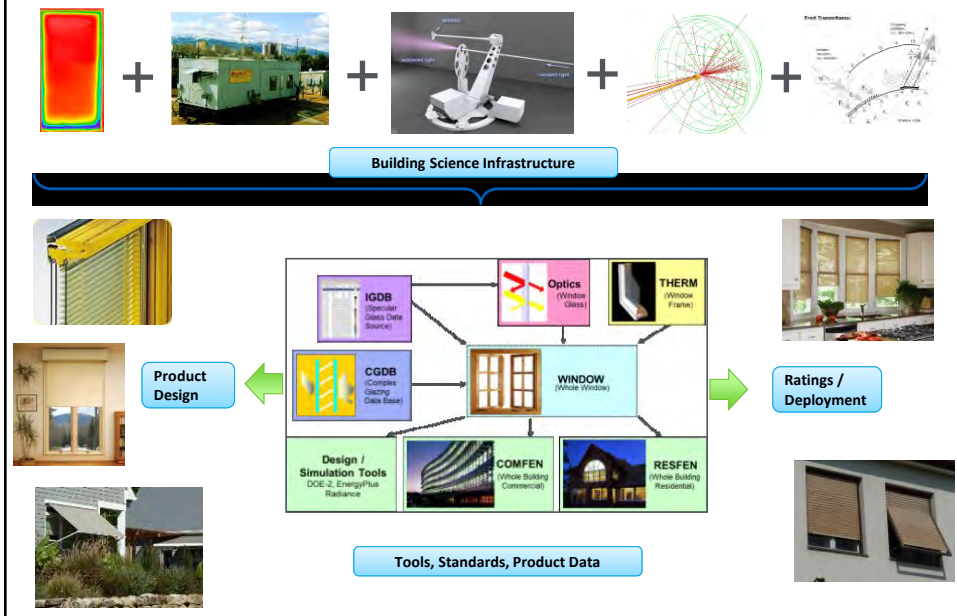 Front Transmittance:
Building Science Infrastructure
IGDB
(Specular
Glass Data
Source)
Optics
(Window
Glass)
THERM
(Window
Frame)
CGDB
(Complex
Glazing
Data Base)
WINDOW
(Whole Window)
Product
Design
Ratings /
Deployment
Design /
Simulation Tools
DOE-2, EnergyPlus
Radiance
COMFEN
(Whole Building
Commercial)
RESFEN
(Whole Building
Residential)
Tools, Standards, Product Data